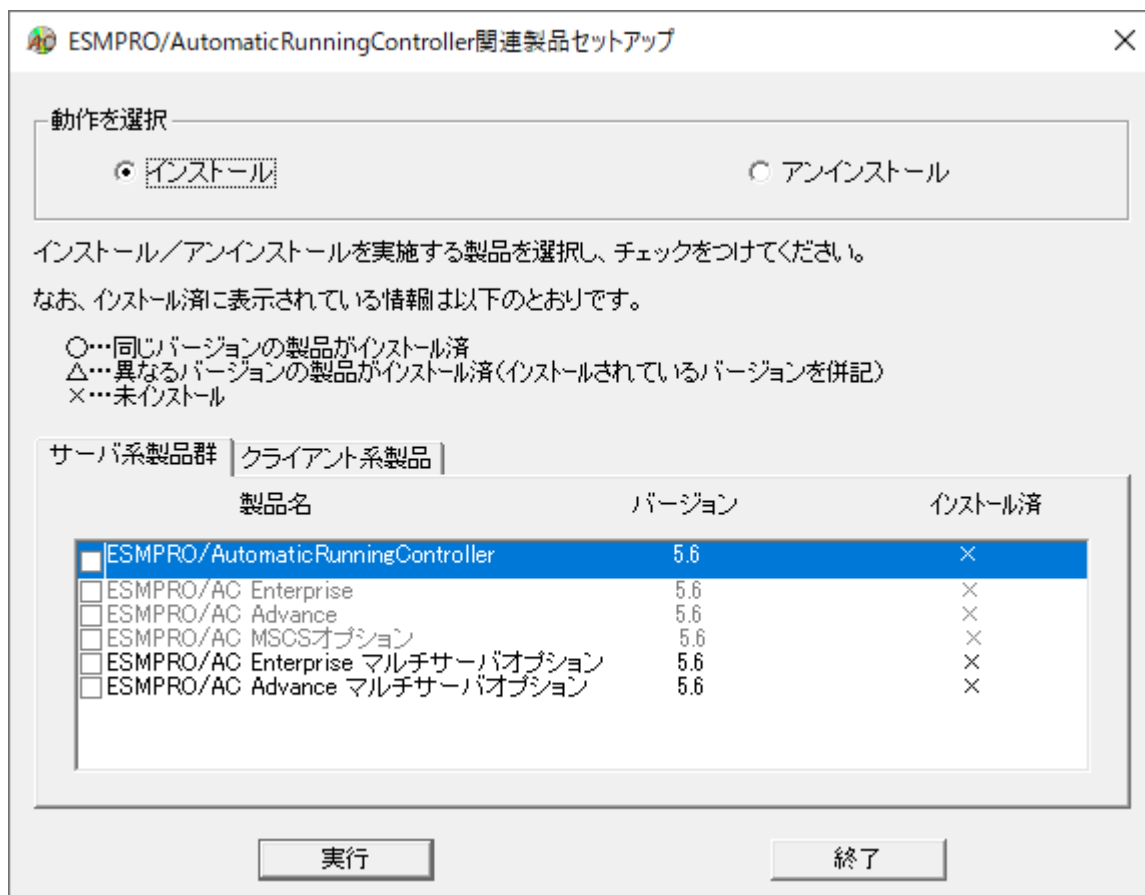 ESMPRO/AutomaticRunningController関連製品セットアップ
動作を選択
インストール アンインストール
インストール／アンインストールを実施する製品を選択し、チェックをつけてください。
なお、インストール済に表示されている情報は以下のとおりです。
○…同じバージョンの製品がインストール済
△…異なるバージョンの製品がインストール済(インストールされているバージョンを併記)
×…未インストール
サーバ系製品群 クライアント系製品
製品名 バージョン インストール済
ESMPRO/AutomaticRunningController 5.6 ×
ESMPRO/AC Enterprise 5.6 ×
ESMPRO/AC Advance 5.6 ×
ESMPRO/AC MSCSオプション 5.6 ×
ESMPRO/AC Enterprise マルチサーバオプション 5.6 ×
ESMPRO/AC Advance マルチサーバオプション 5.6 ×
実行 終了